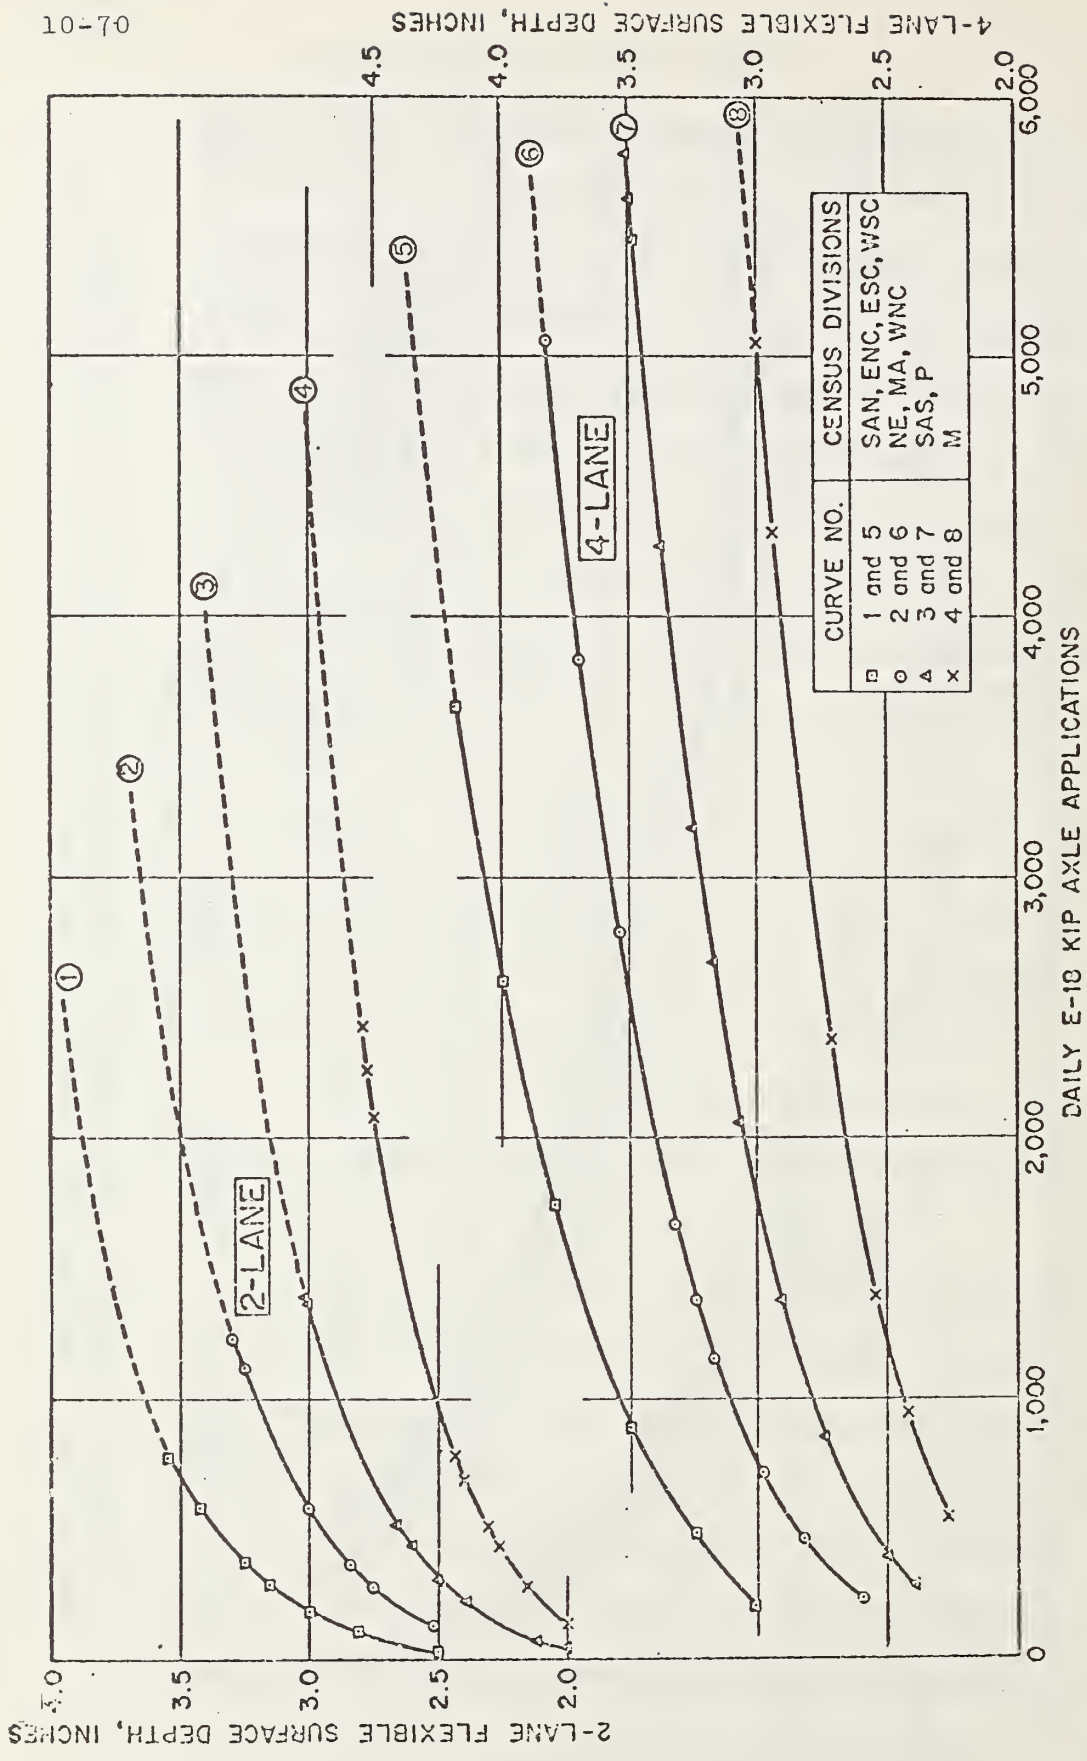 10-70
4-LANE FLEXIBLE SURFACE DEPTH, INCHES
4.5
4.0
3.5
3.0
2.5
2.0
2-LANE FLEXIBLE SURFACE DEPTH, INCHES
4.0
3.5
3.0
2.5
2.0
1
2
3
4
5
6
7
8
2-LANE
4-LANE
CURVE NO. CENSUS DIVISIONS
1 and 5 SAN, ENC, ESC, WSC
2 and 6 NE, MA, WNC
3 and 7 SAS, P
4 and 8 M
0
1,000
2,000
3,000
4,000
5,000
6,000
DAILY E-18 KIP AXLE APPLICATIONS